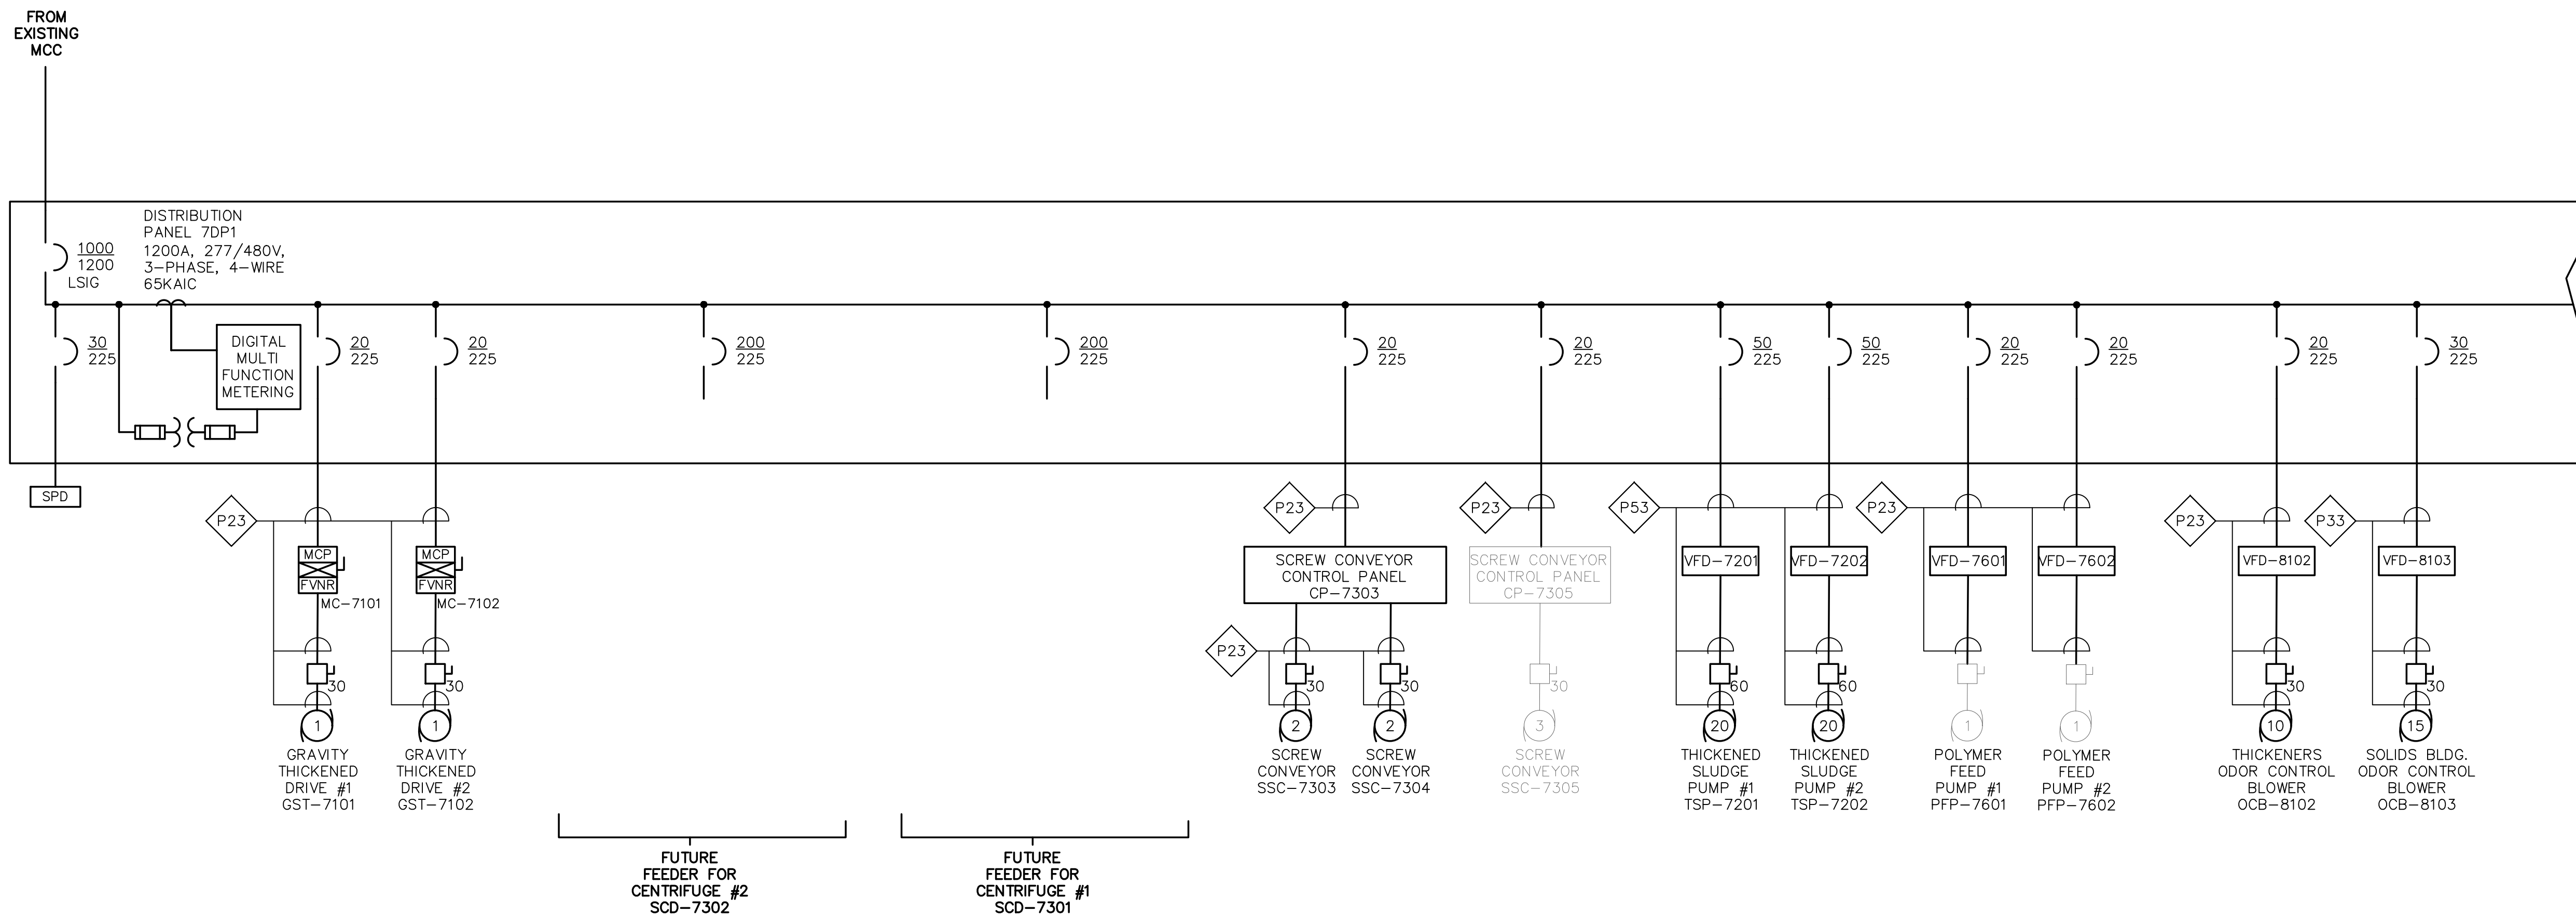 FROM
EXISTING
MCC
DISTRIBUTION
PANEL 7DP1
1200A, 277/480V,
3-PHASE, 4-WIRE
65KAIC
1000
1200
LSIG
30
225
DIGITAL
MULTI
FUNCTION
METERING
20
225
20
225
200
225
200
225
20
225
20
225
50
225
50
225
20
225
20
225
20
225
30
225
SPD
P23
MCP
FVNR
MC-7101
30
1
GRAVITY
THICKENED
DRIVE #1
GST-7101
MCP
FVNR
MC-7102
30
1
GRAVITY
THICKENED
DRIVE #2
GST-7102
FUTURE
FEEDER FOR
CENTRIFUGE #2
SCD-7302
FUTURE
FEEDER FOR
CENTRIFUGE #1
SCD-7301
P23
SCREW CONVEYOR
CONTROL PANEL
CP-7303
P23
30
2
SCREW
CONVEYOR
SSC-7303
30
2
SCREW
CONVEYOR
SSC-7304
P23
SCREW CONVEYOR
CONTROL PANEL
CP-7305
30
3
SCREW
CONVEYOR
SSC-7305
P53
VFD-7201
60
20
THICKENED
SLUDGE
PUMP #1
TSP-7201
VFD-7202
60
20
THICKENED
SLUDGE
PUMP #2
TSP-7202
P23
VFD-7601
1
POLYMER
FEED
PUMP #1
PFP-7601
VFD-7602
1
POLYMER
FEED
PUMP #2
PFP-7602
P23
VFD-8102
30
10
THICKENERS
ODOR CONTROL
BLOWER
OCB-8102
P33
VFD-8103
30
15
SOLIDS BLDG.
ODOR CONTROL
BLOWER
OCB-8103